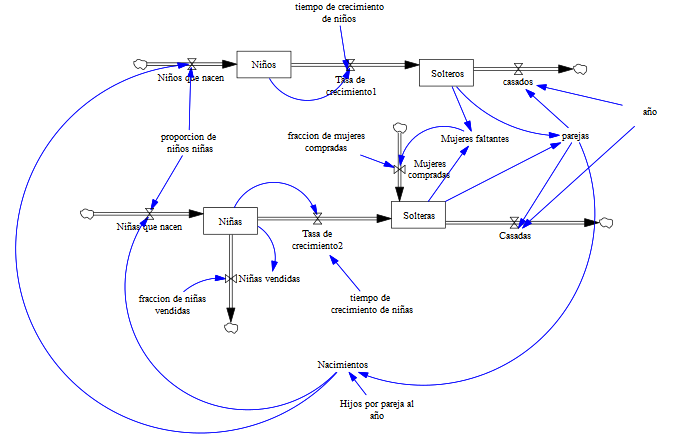 tiempo de crecimiento
de niños
Niños que nacen
Niños
Tasa de
crecimiento1
Solteros
casados
año
proporcion de
niños niñas
fraccion de mujeres
compradas
Mujeres faltantes
parejas
Mujeres
compradas
Niñas que nacen
Niñas
Tasa de
crecimiento2
Solteras
Casadas
Niñas vendidas
fraccion de niñas
vendidas
tiempo de
crecimiento de niñas
Nacimientos
Hijos por pareja al
año